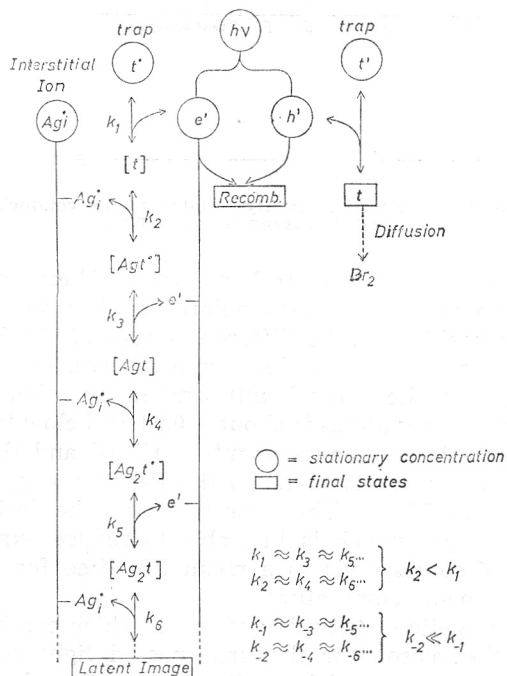 trap
hν
trap
Interstitial
Ion
t•
t'
Agi•
k1
e'
h•
[t]
Recomb.
t
Agi•
k2
Diffusion
[Agt•]
Br2
k3
e'
[Agt]
Agi•
k4
= stationary concentration
[Ag2t•]
= final states
k5
e'
[Ag2t]
k1 ≈ k3 ≈ k5...
k2 ≈ k4 ≈ k6...
k2 < k1
Agi•
k6
k-1 ≈ k-3 ≈ k-5...
k-2 ≈ k-4 ≈ k-6...
k-2 ≪ k-1
Latent Image